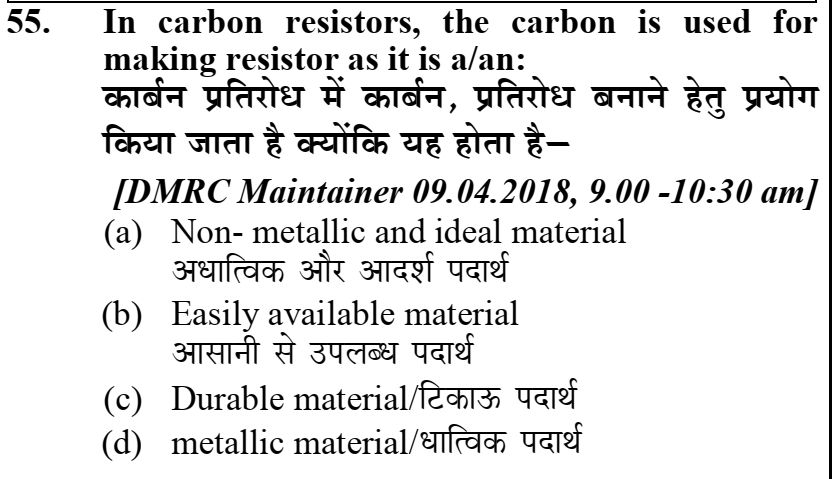 55. In carbon resistors, the carbon is used for
making resistor as it is a/an:
कार्बन प्रतिरोध में कार्बन, प्रतिरोध बनाने हेतु प्रयोग
किया जाता है क्योंकि यह होता है–
[DMRC Maintainer 09.04.2018, 9.00 -10:30 am]
(a) Non- metallic and ideal material
अधात्विक और आदर्श पदार्थ
(b) Easily available material
आसानी से उपलब्ध पदार्थ
(c) Durable material/टिकाऊ पदार्थ
(d) metallic material/धात्विक पदार्थ